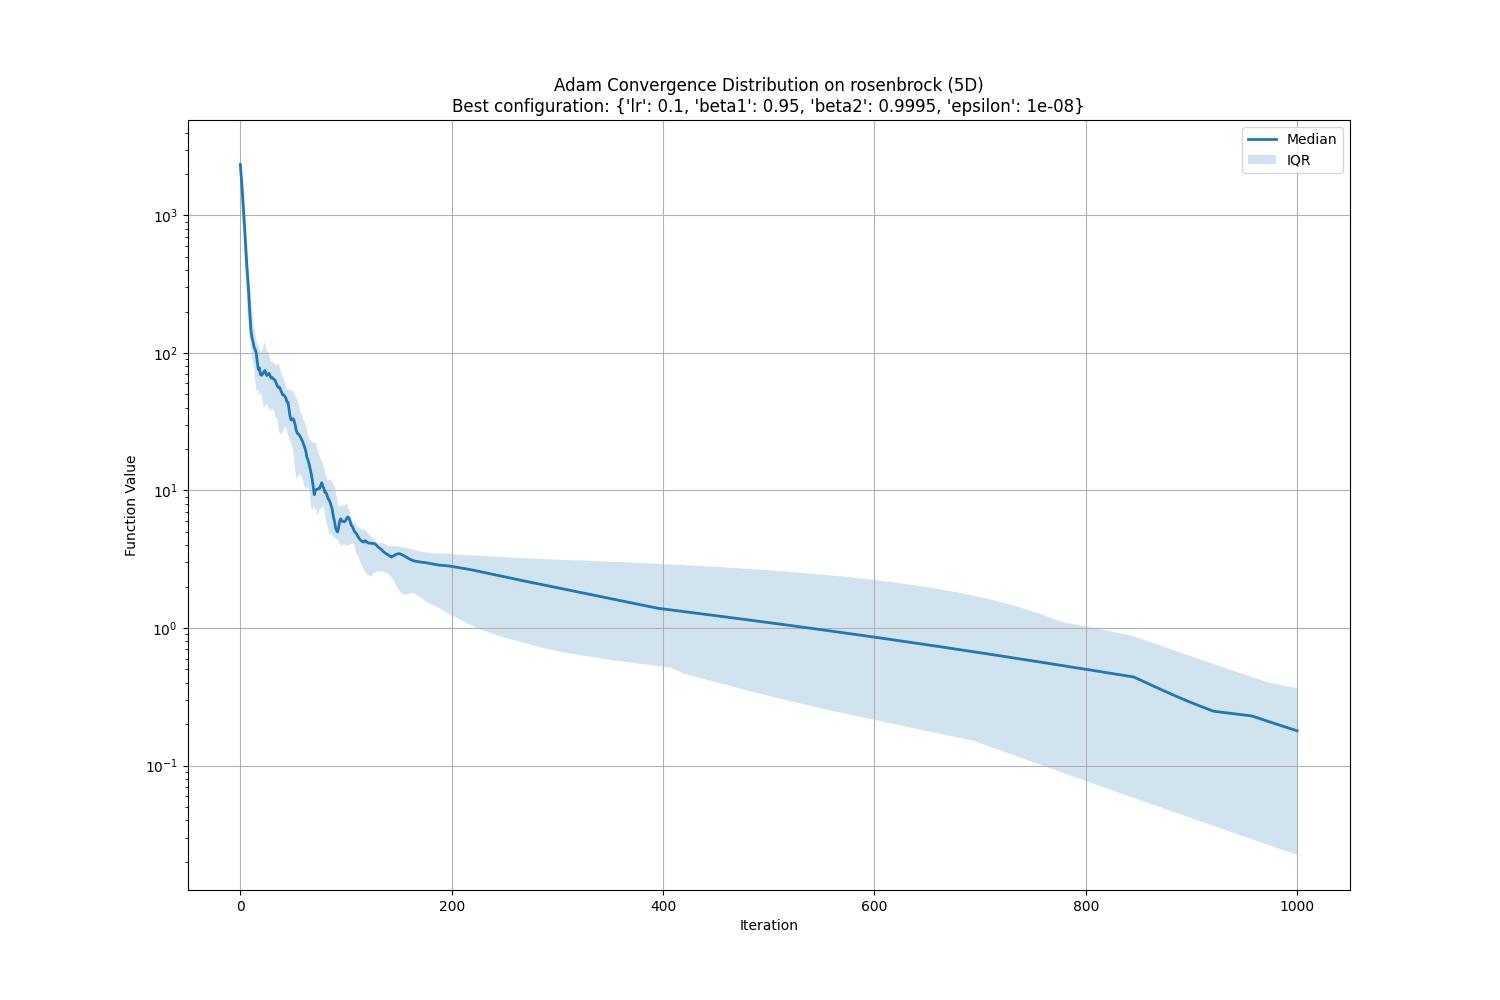 Adam Convergence Distribution on rosenbrock (5D)
Best configuration: {'lr': 0.1, 'beta1': 0.95, 'beta2': 0.9995, 'epsilon': 1e-08}
Median
IQR
10³
10²
10¹
10⁰
10⁻¹
Function Value
0 200 400 600 800 1000
Iteration